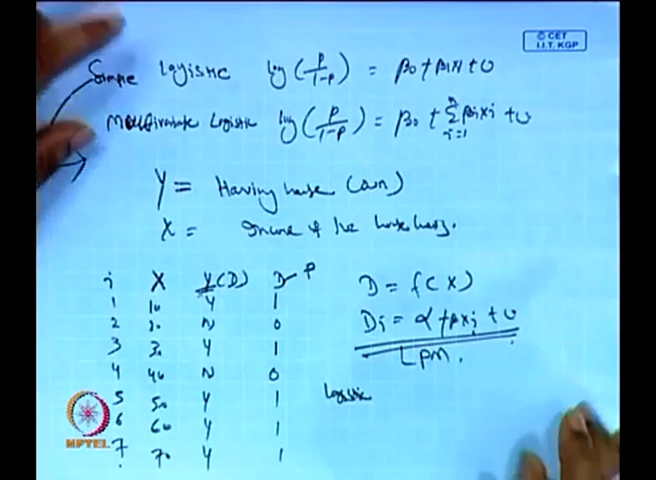 © CET
I.I.T. KGP
Simple Logistic log(P/1-P) = β0 + β1x1 + U
Multivariate Logistic log(P/1-P) = β0 + Σ(i=1 to n) βixi + U
Y = Having house (own)
X = Income of the
i X Y(D) D P
1 10 Y 1
2 20 N 0
3 30 Y 1
4 40 N 0
5 50 Y 1
6 60 Y 1
7 70 Y 1
D = f(X)
Di = α + βxi + U
LPM.
Logistic
NPTEL